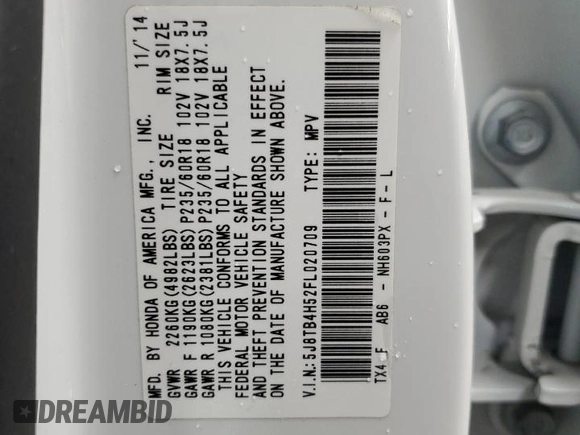 MFD. BY HONDA OF AMERICA MFG., INC. 11/'14
GVWR 2260KG(4982LBS) TIRE SIZE RIM SIZE
GAWR F 1190KG(2623LBS)P235/60R18 102V 18X7.5J
GAWR R 1080KG(2381LBS)P235/60R18 102V 18X7.5J
THIS VEHICLE CONFORMS TO ALL APPLICABLE
FEDERAL MOTOR VEHICLE SAFETY
AND THEFT PREVENTION STANDARDS IN EFFECT
ON THE DATE OF MANUFACTURE SHOWN ABOVE.
V.I.N.:5J8TB4H52FL020709 TYPE: MPV
TX4 F AB6 - NH603PX - F - L
DREAMBID